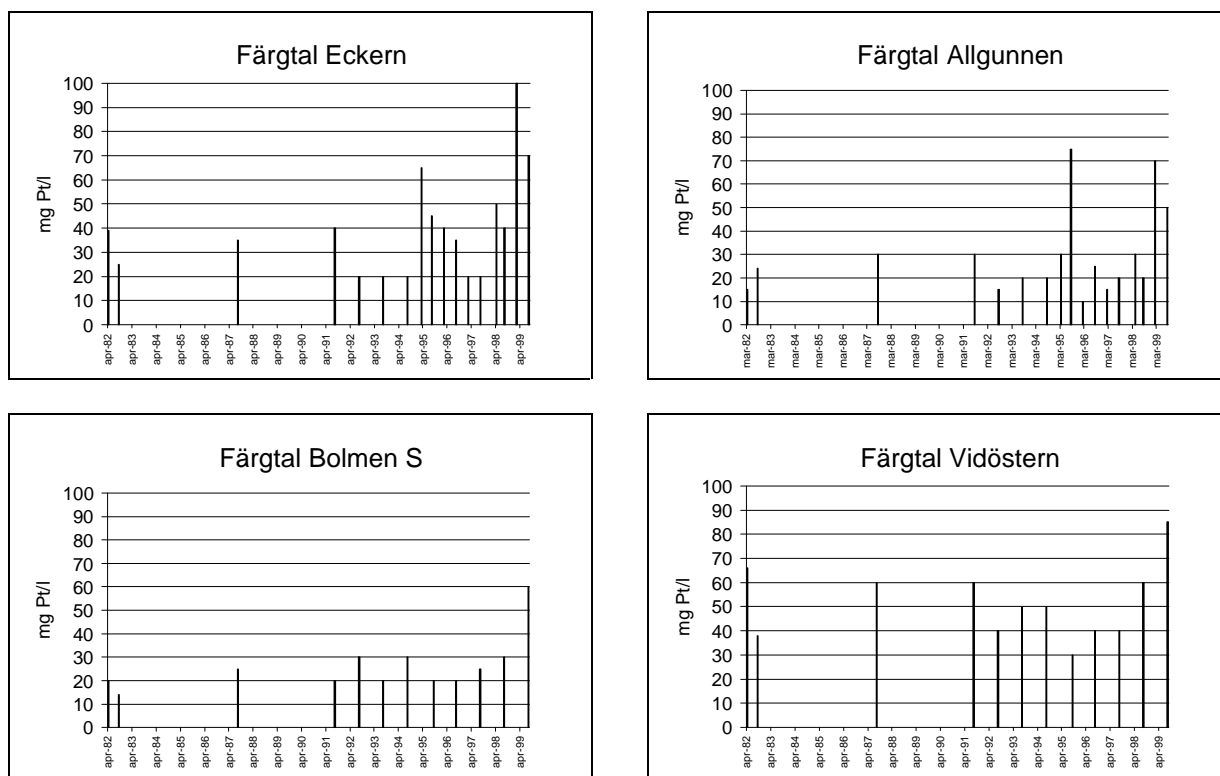 Färgtal Eckern
100
90
80
70
60
50
40
30
20
10
0
mg Pt/l
apr-82
apr-83
apr-84
apr-85
apr-86
apr-87
apr-88
apr-89
apr-90
apr-91
apr-92
apr-93
apr-94
apr-95
apr-96
apr-97
apr-98
apr-99
Färgtal Allgunnen
100
90
80
70
60
50
40
30
20
10
0
mg Pt/l
mar-82
mar-83
mar-84
mar-85
mar-86
mar-87
mar-88
mar-89
mar-90
mar-91
mar-92
mar-93
mar-94
mar-95
mar-96
mar-97
mar-98
mar-99
Färgtal Bolmen S
100
90
80
70
60
50
40
30
20
10
0
mg Pt/l
apr-82
apr-83
apr-84
apr-85
apr-86
apr-87
apr-88
apr-89
apr-90
apr-91
apr-92
apr-93
apr-94
apr-95
apr-96
apr-97
apr-98
apr-99
Färgtal Vidöstern
100
90
80
70
60
50
40
30
20
10
0
mg Pt/l
apr-82
apr-83
apr-84
apr-85
apr-86
apr-87
apr-88
apr-89
apr-90
apr-91
apr-92
apr-93
apr-94
apr-95
apr-96
apr-97
apr-98
apr-99